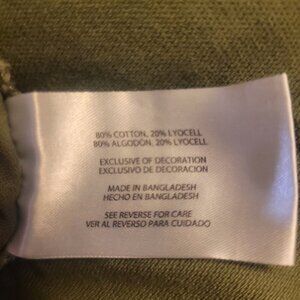 80% COTTON, 20% LYOCELL
80% ALGODON, 20% LYOCELL
EXCLUSIVE OF DECORATION
EXCLUSIVO DE DECORACION
MADE IN BANGLADESH
HECHO EN BANGLADESH
SEE REVERSE FOR CARE
VER AL REVERSO PARA CUIDADO